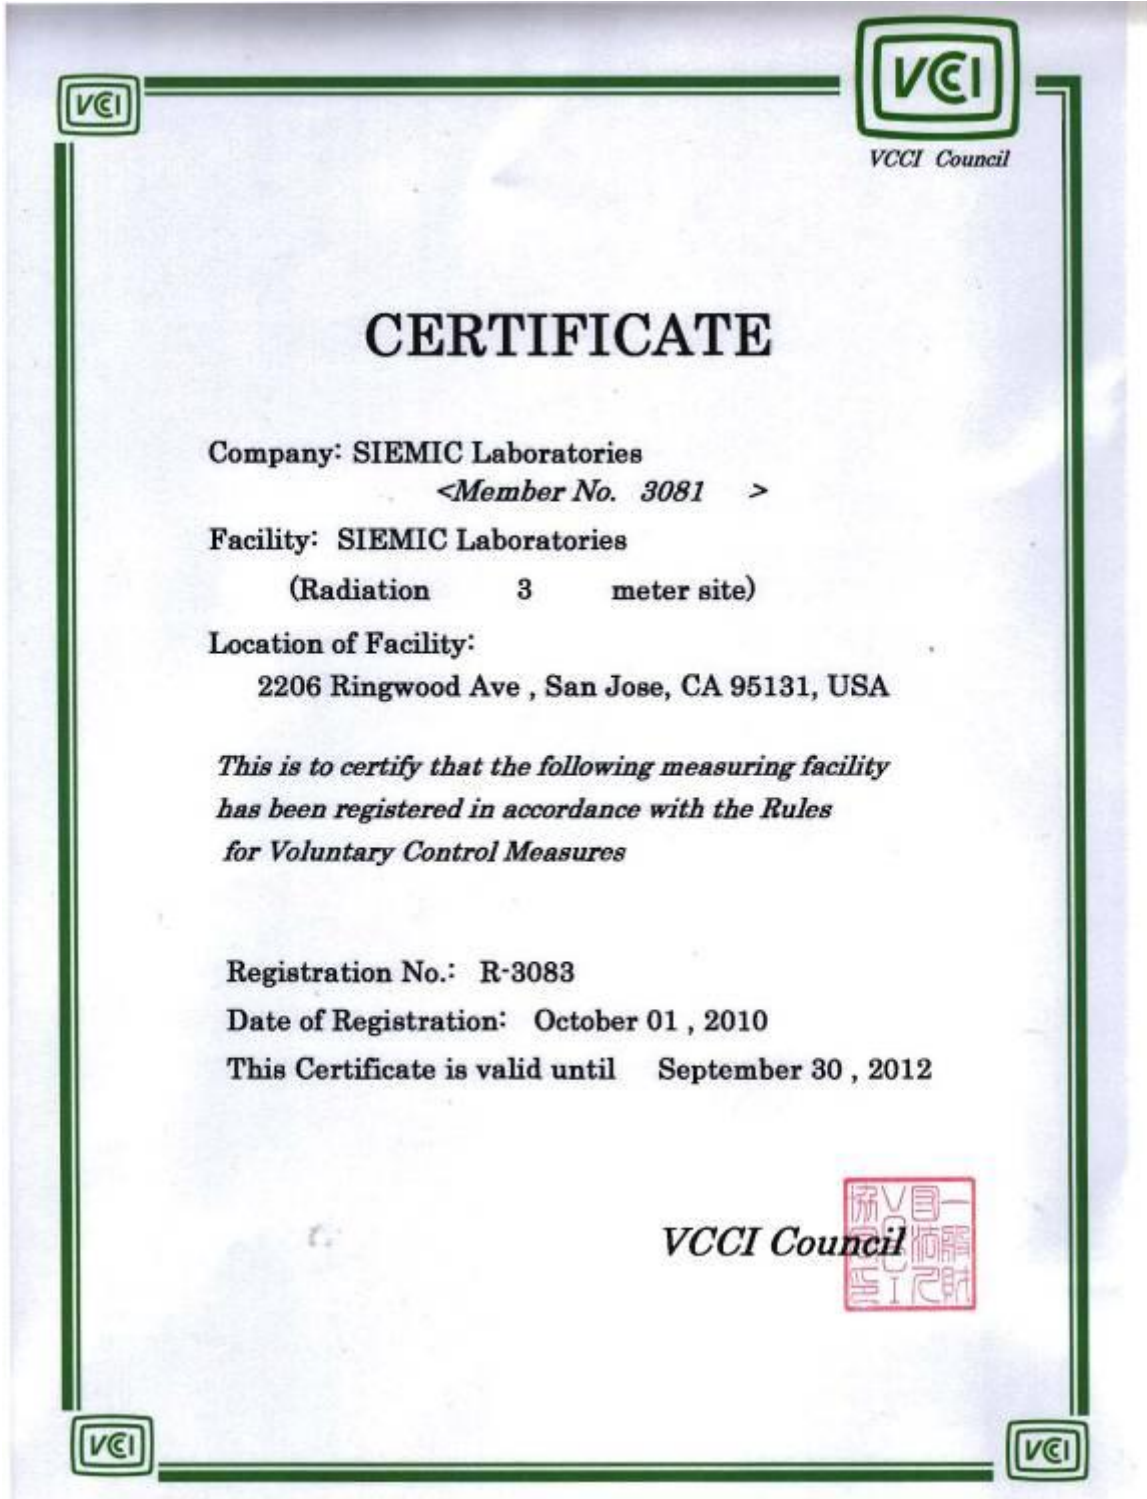 VCCI
VCCI
VCCI Council
CERTIFICATE
Company: SIEMIC Laboratories
<Member No. 3081 >
Facility: SIEMIC Laboratories
(Radiation 3 meter site)
Location of Facility:
2206 Ringwood Ave , San Jose, CA 95131, USA
This is to certify that the following measuring facility
has been registered in accordance with the Rules
for Voluntary Control Measures
Registration No.: R-3083
Date of Registration: October 01 , 2010
This Certificate is valid until September 30 , 2012
VCCI Council
VCCI
VCCI